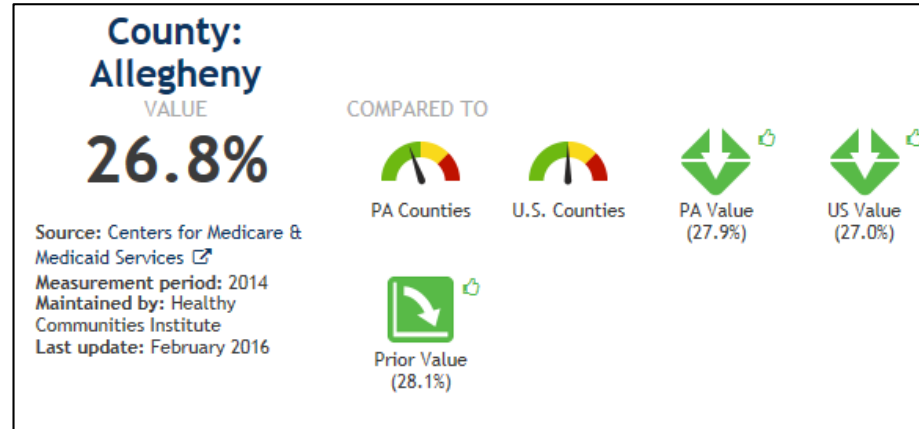 County:
Allegheny
VALUE
26.8%
Source: Centers for Medicare &
Medicaid Services
Measurement period: 2014
Maintained by: Healthy
Communities Institute
Last update: February 2016
COMPARED TO
PA Counties
U.S. Counties
PA Value
(27.9%)
US Value
(27.0%)
Prior Value
(28.1%)